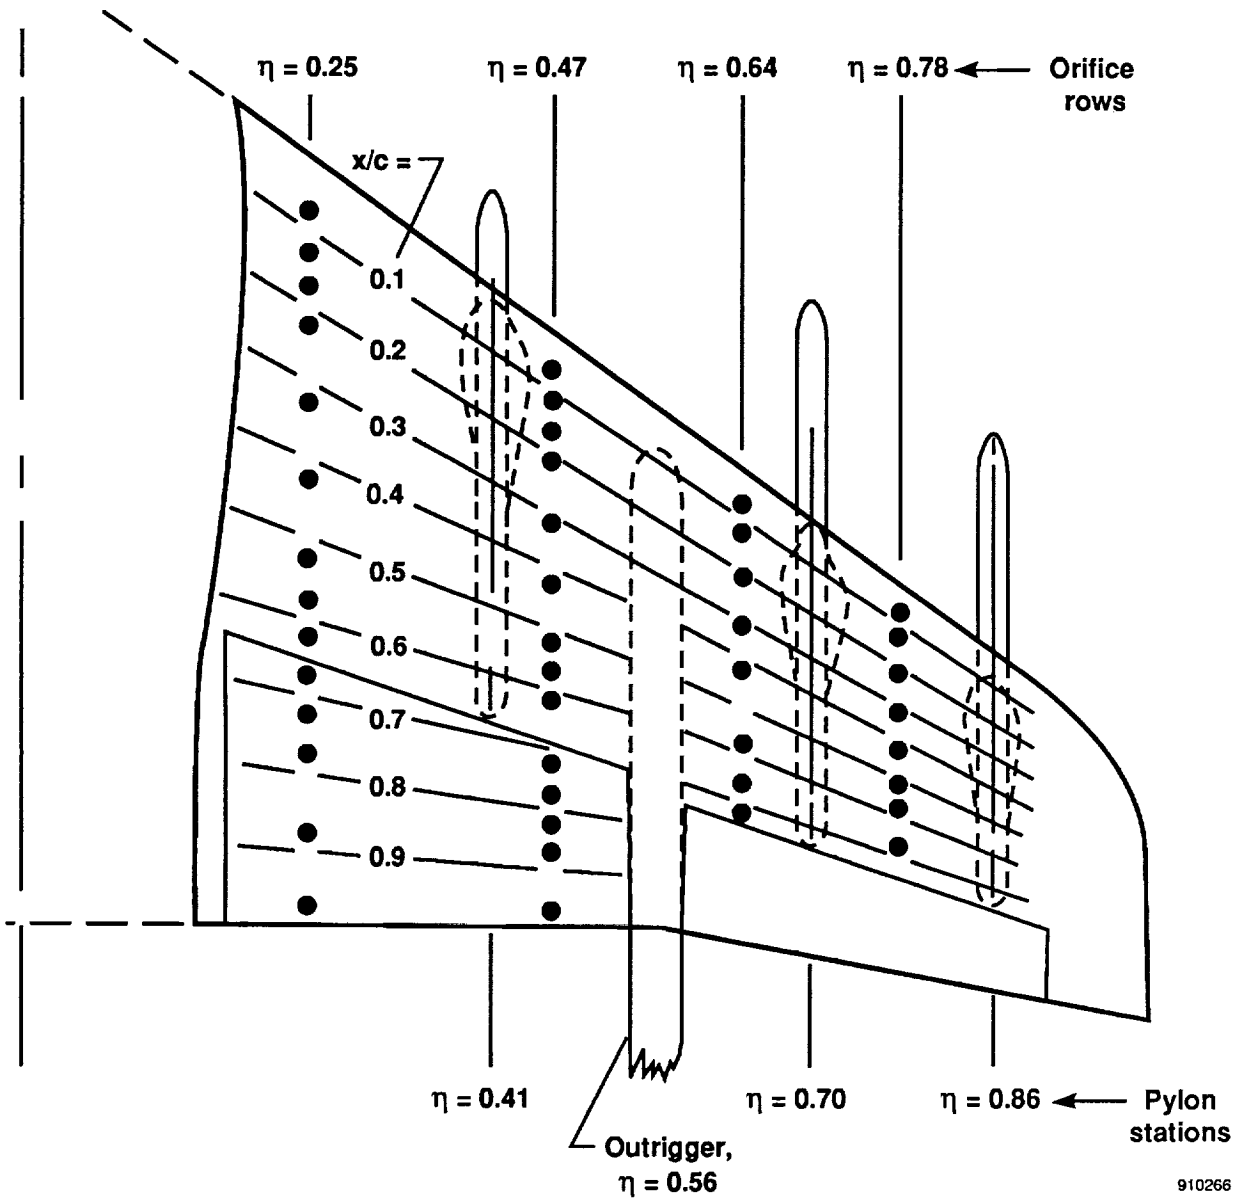 η = 0.25
η = 0.47
η = 0.64
η = 0.78
Orifice
rows
x/c =
0.1
0.2
0.3
0.4
0.5
0.6
0.7
0.8
0.9
η = 0.41
η = 0.70
η = 0.86
Pylon
stations
Outrigger,
η = 0.56
910266